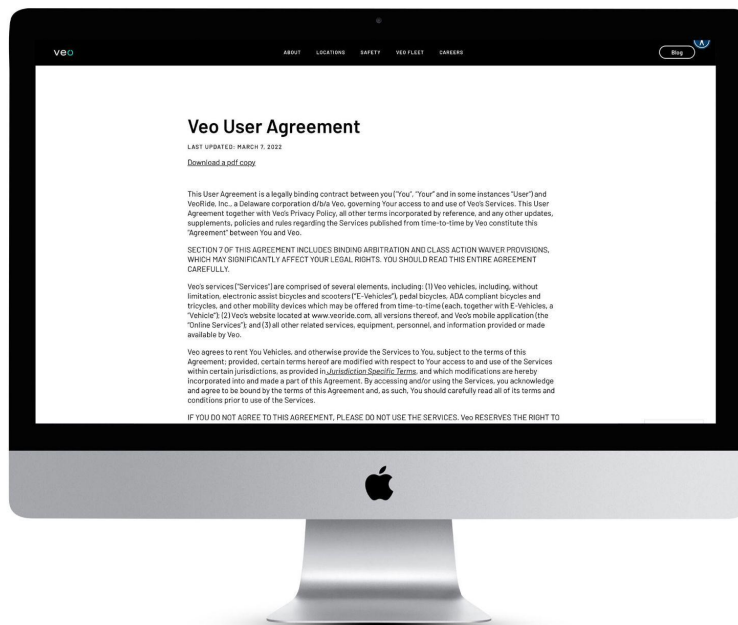 veo
ABOUT LOCATIONS SAFETY VEO FLEET CAREERS
Blog
Veo User Agreement
LAST UPDATED: MARCH 7, 2022
Download a pdf copy
This User Agreement is a legally binding contract between you ("You", "Your" and in some instances "User") and
VeoRide, Inc., a Delaware corporation d/b/a Veo, governing Your access to and use of Veo's Services. This User
Agreement together with Veo's Privacy Policy, all other terms incorporated by reference, and any other updates,
supplements, policies and rules regarding the Services published from time-to-time by Veo constitute this
"Agreement" between You and Veo.
SECTION 7 OF THIS AGREEMENT INCLUDES BINDING ARBITRATION AND CLASS ACTION WAIVER PROVISIONS,
WHICH MAY SIGNIFICANTLY AFFECT YOUR LEGAL RIGHTS. YOU SHOULD READ THIS ENTIRE AGREEMENT
CAREFULLY.
Veo's services ("Services") are comprised of several elements, including: (1) Veo vehicles, including, without
limitation, electronic assist bicycles and scooters ("E-Vehicles"), pedal bicycles, ADA compliant bicycles and
tricycles, and other mobility devices which may be offered from time-to-time (each, together with E-Vehicles, a
"Vehicle"); (2) Veo's website located at www.veoride.com, all versions thereof, and Veo's mobile application (the
"Online Services"); and (3) all other related services, equipment, personnel, and information provided or made
available by Veo.
Veo agrees to rent You Vehicles, and otherwise provide the Services to You, subject to the terms of this
Agreement; provided, certain terms hereof are modified with respect to Your access to and use of the Services
within certain jurisdictions, as provided in Jurisdiction Specific Terms, and which modifications are hereby
incorporated into and made a part of this Agreement. By accessing and/or using the Services, you acknowledge
and agree to be bound by the terms of this Agreement and, as such, You should carefully read all of its terms and
conditions prior to use of the Services.
IF YOU DO NOT AGREE TO THIS AGREEMENT, PLEASE DO NOT USE THE SERVICES. Veo RESERVES THE RIGHT TO